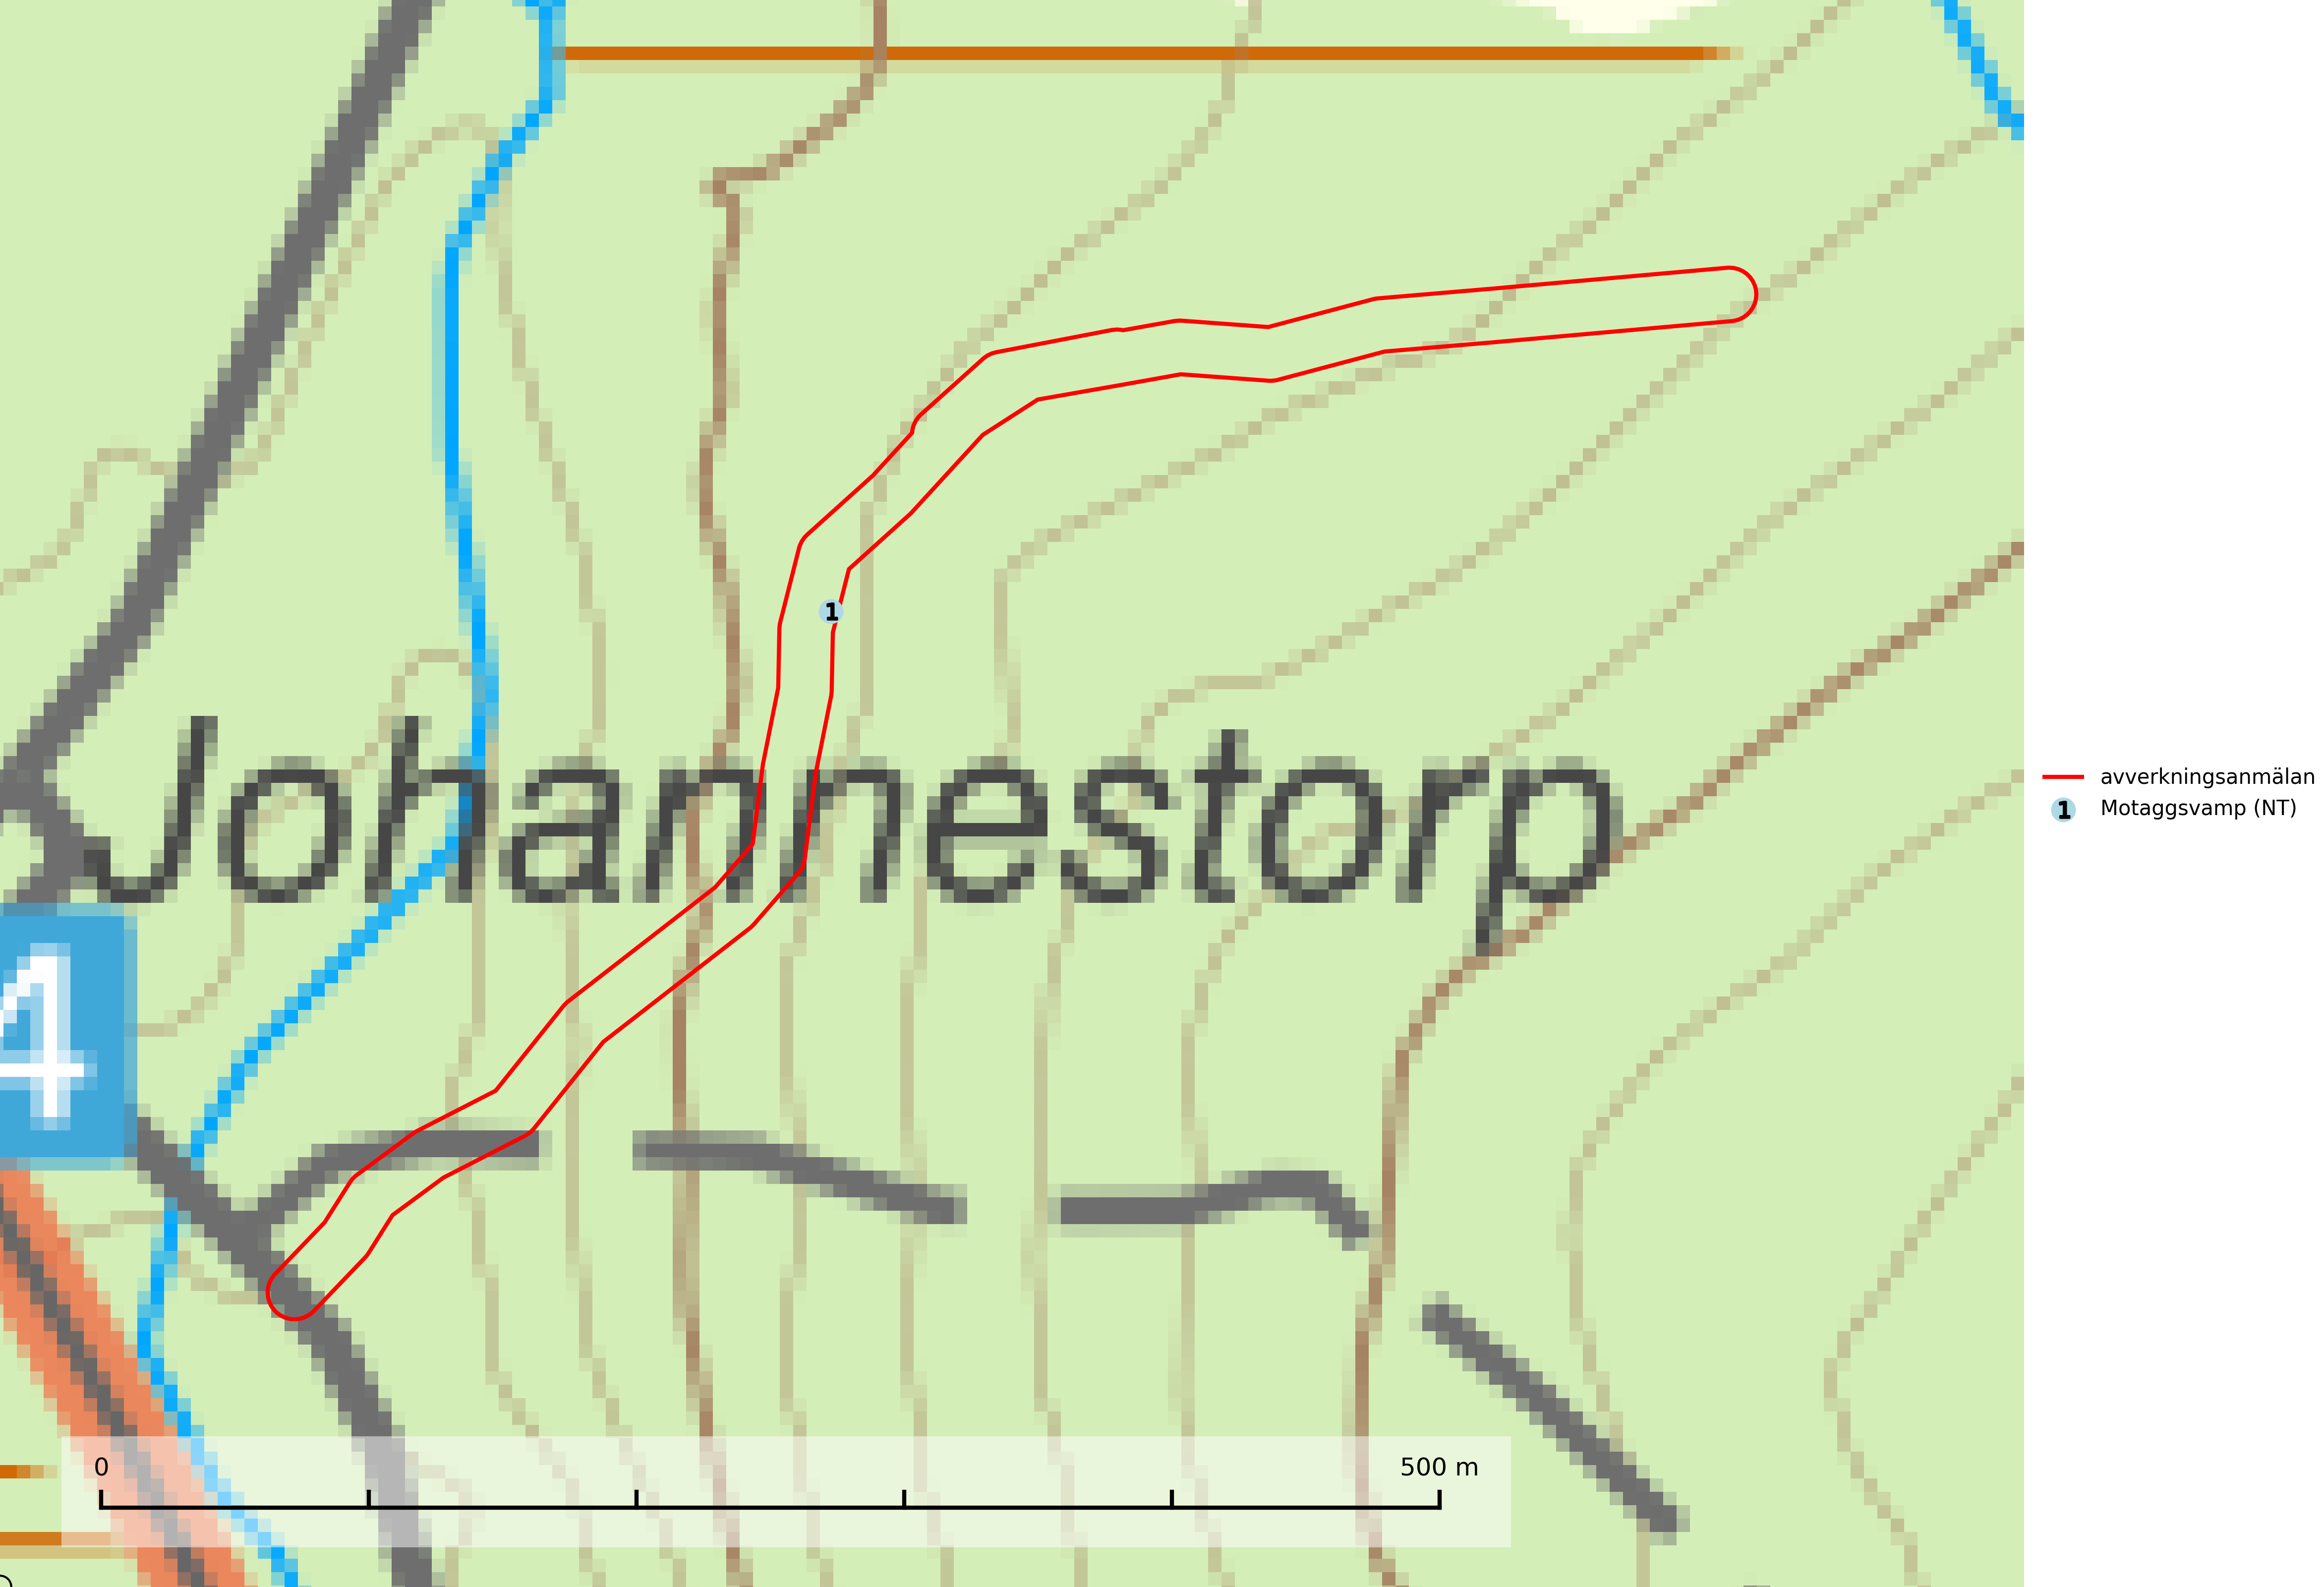 1
Johannestorp
4
0 500 m
avverkningsanmälan
1 Motaggsvamp (NT)